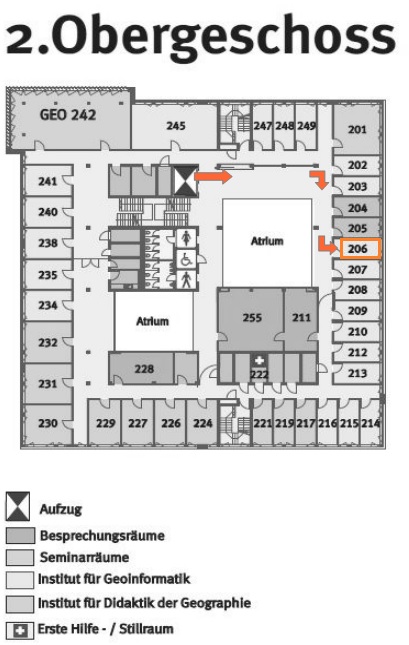 2.Obergeschoss
GEO 242
245
247 248 249
201
202
203
241
204
240
205
238
Atrium
206
235
207
234
208
Atrium
209
232
255
211
210
212
228
222
213
231
230
229 227 226 224
221 219 217 216 215 214
Aufzug
Besprechungsräume
Seminarräume
Institut für Geoinformatik
Institut für Didaktik der Geographie
Erste Hilfe - / Stillraum